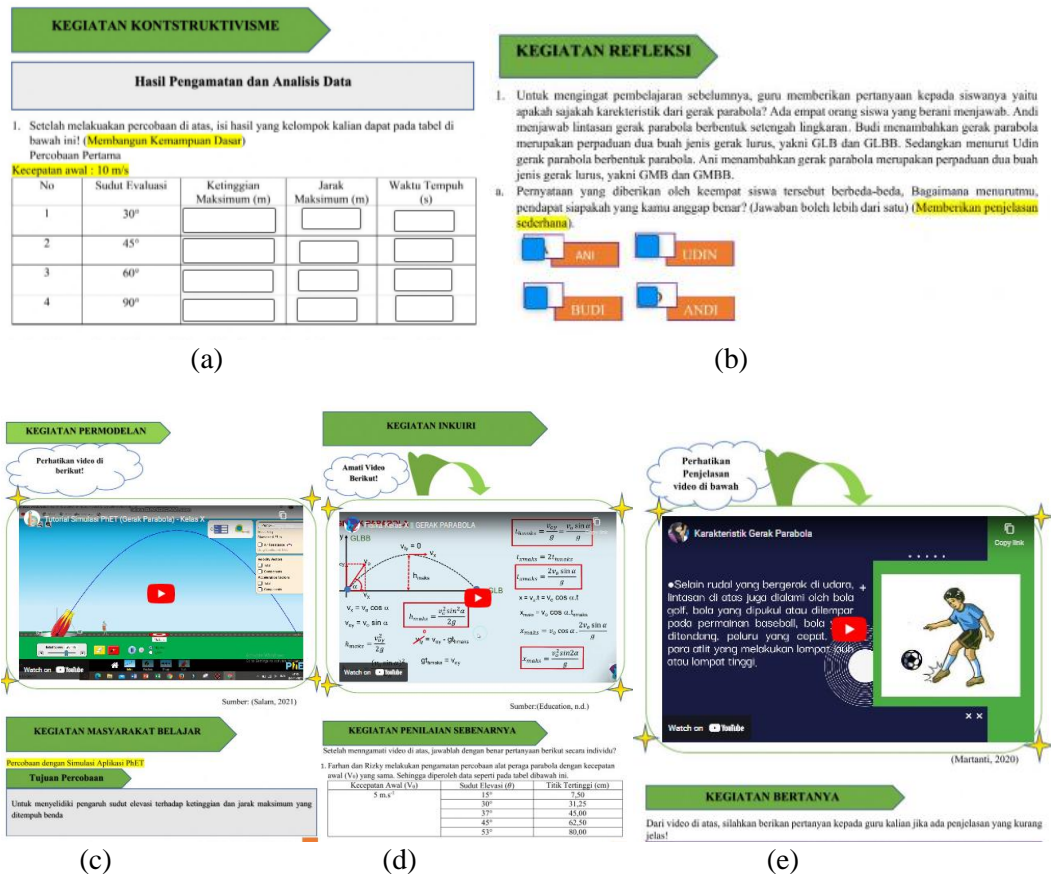 KEGIATAN KONTSTRUKTIVISME
Hasil Pengamatan dan Analisis Data
1. Setelah melakuakan percobaan di atas, isi hasil yang kelompok kalian dapat pada tabel di
bawah ini! (Membangun Kemampuan Dasar)
Percobaan Pertama
Kecepatan awal : 10 m/s
No Sudut Evaluasi Ketinggian Jarak Waktu Tempuh
Maksimum (m) Maksimum (m) (s)
1 30°
2 45°
3 60°
4 90°
(a)
KEGIATAN REFLEKSI
1. Untuk mengingat pembelajaran sebelumnya, guru memberikan pertanyaan kepada siswanya yaitu
apakah sajakah karekteristik dari gerak parabola? Ada empat orang siswa yang berani menjawab. Andi
menjawab lintasan gerak parabola berbentuk setengah lingkaran. Budi menambahkan gerak parabola
merupakan perpaduan dua buah jenis gerak lurus, yakni GLB dan GLBB. Sedangkan menurut Udin
gerak parabola berbentuk parabola. Ani menambahkan gerak parabola merupakan perpaduan dua buah
jenis gerak lurus, yakni GMB dan GMBB.
a. Pernyataan yang diberikan oleh keempat siswa tersebut berbeda-beda, Bagaimana menurutmu,
pendapat siapakah yang kamu anggap benar? (Jawaban boleh lebih dari satu) (Memberikan penjelasan
sederhana).
ANI UDIN
BUDI ANDI
(b)
KEGIATAN PERMODELAN
Perhatikan video di
berikut!
Tutorial Simulasi PhET (Gerak Parabola) - Kelas X
Watch on YouTube
Sumber: (Salam, 2021)
KEGIATAN MASYARAKAT BELAJAR
Percobaan dengan Simulasi Aplikasi PhET
Tujuan Percobaan
Untuk menyelidiki pengaruh sudut elevasi terhadap ketinggian dan jarak maksimum yang
ditempuh benda
(c)
KEGIATAN INKUIRI
Amati Video
Berikut!
GERAK PARABOLA
GLBB
GLB
v_x = v_o cos α
v_oy = v_o sin α
x = v_x.t = v_o cos α.t
Watch on YouTube
Sumber:(Education, n.d.)
KEGIATAN PENILAIAN SEBENARNYA
Setelah memngamati video di atas, jawablah dengan benar pertanyaan berikut secara individu?
1. Farhan dan Rizky melakukan pengamatan percobaan alat peraga parabola dengan kecepatan
awal (V₀) yang sama. Sehingga diperoleh data seperti pada tabel dibawah ini.
Kecepatan Awal (V₀) Sudut Elevasi (θ) Titik Tertinggi (cm)
5 m.s⁻¹ 15° 7,50
30° 31,25
37° 45,00
45° 62,50
53° 80,00
(d)
Perhatikan
Penjelasan
video di bawah
Karakteristik Gerak Parabola
Copy link
●Selain rudal yang bergerak di udara,
lintasan di atas juga dialami oleh bola
golf, bola yang dipukul atau dilempar
pada permainan baseball, bola
ditendang, peluru yang cepat,
para atlit yang melakukan lompat jauh
atau lompat tinggi.
Watch on YouTube
(Martanti, 2020)
KEGIATAN BERTANYA
Dari video di atas, silahkan berikan pertanyan kepada guru kalian jika ada penjelasan yang kurang
jelas!
(e)